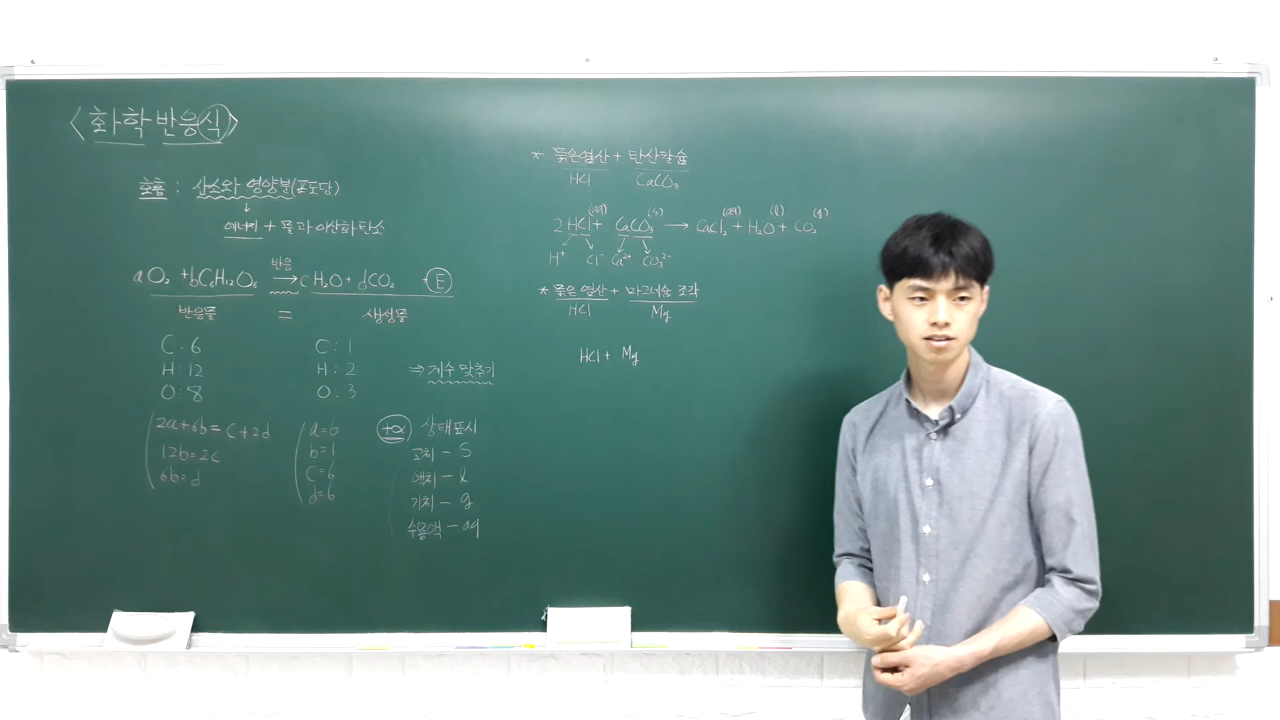 <화학 반응식>
호흡 : 산소와 영양분(포도당)
↓
에너지 + 물과 이산화탄소
aO₂ + bC₆H₁₂O₆ 반응→ cH₂O + dCO₂ + E
반응물 = 생성물
C : 6 C : 1
H : 12 H : 2 ⇒ 계수 맞추기
O : 8 O : 3
2a+6b = c+2d a=6
12b=2c b=1
6b=d c=6
d=6
+α 상태표시
고체 - s
액체 - l
기체 - g
수용액 - aq
* 묽은염산 + 탄산칼슘
HCl CaCO₃
2HCl(aq) + CaCO₃(s) → CaCl₂(aq) + H₂O(l) + CO₂(g)
H⁺ Cl⁻ Ca²⁺ CO₃²⁻
* 묽은 염산 + 마그네슘 조각
HCl Mg
HCl + Mg